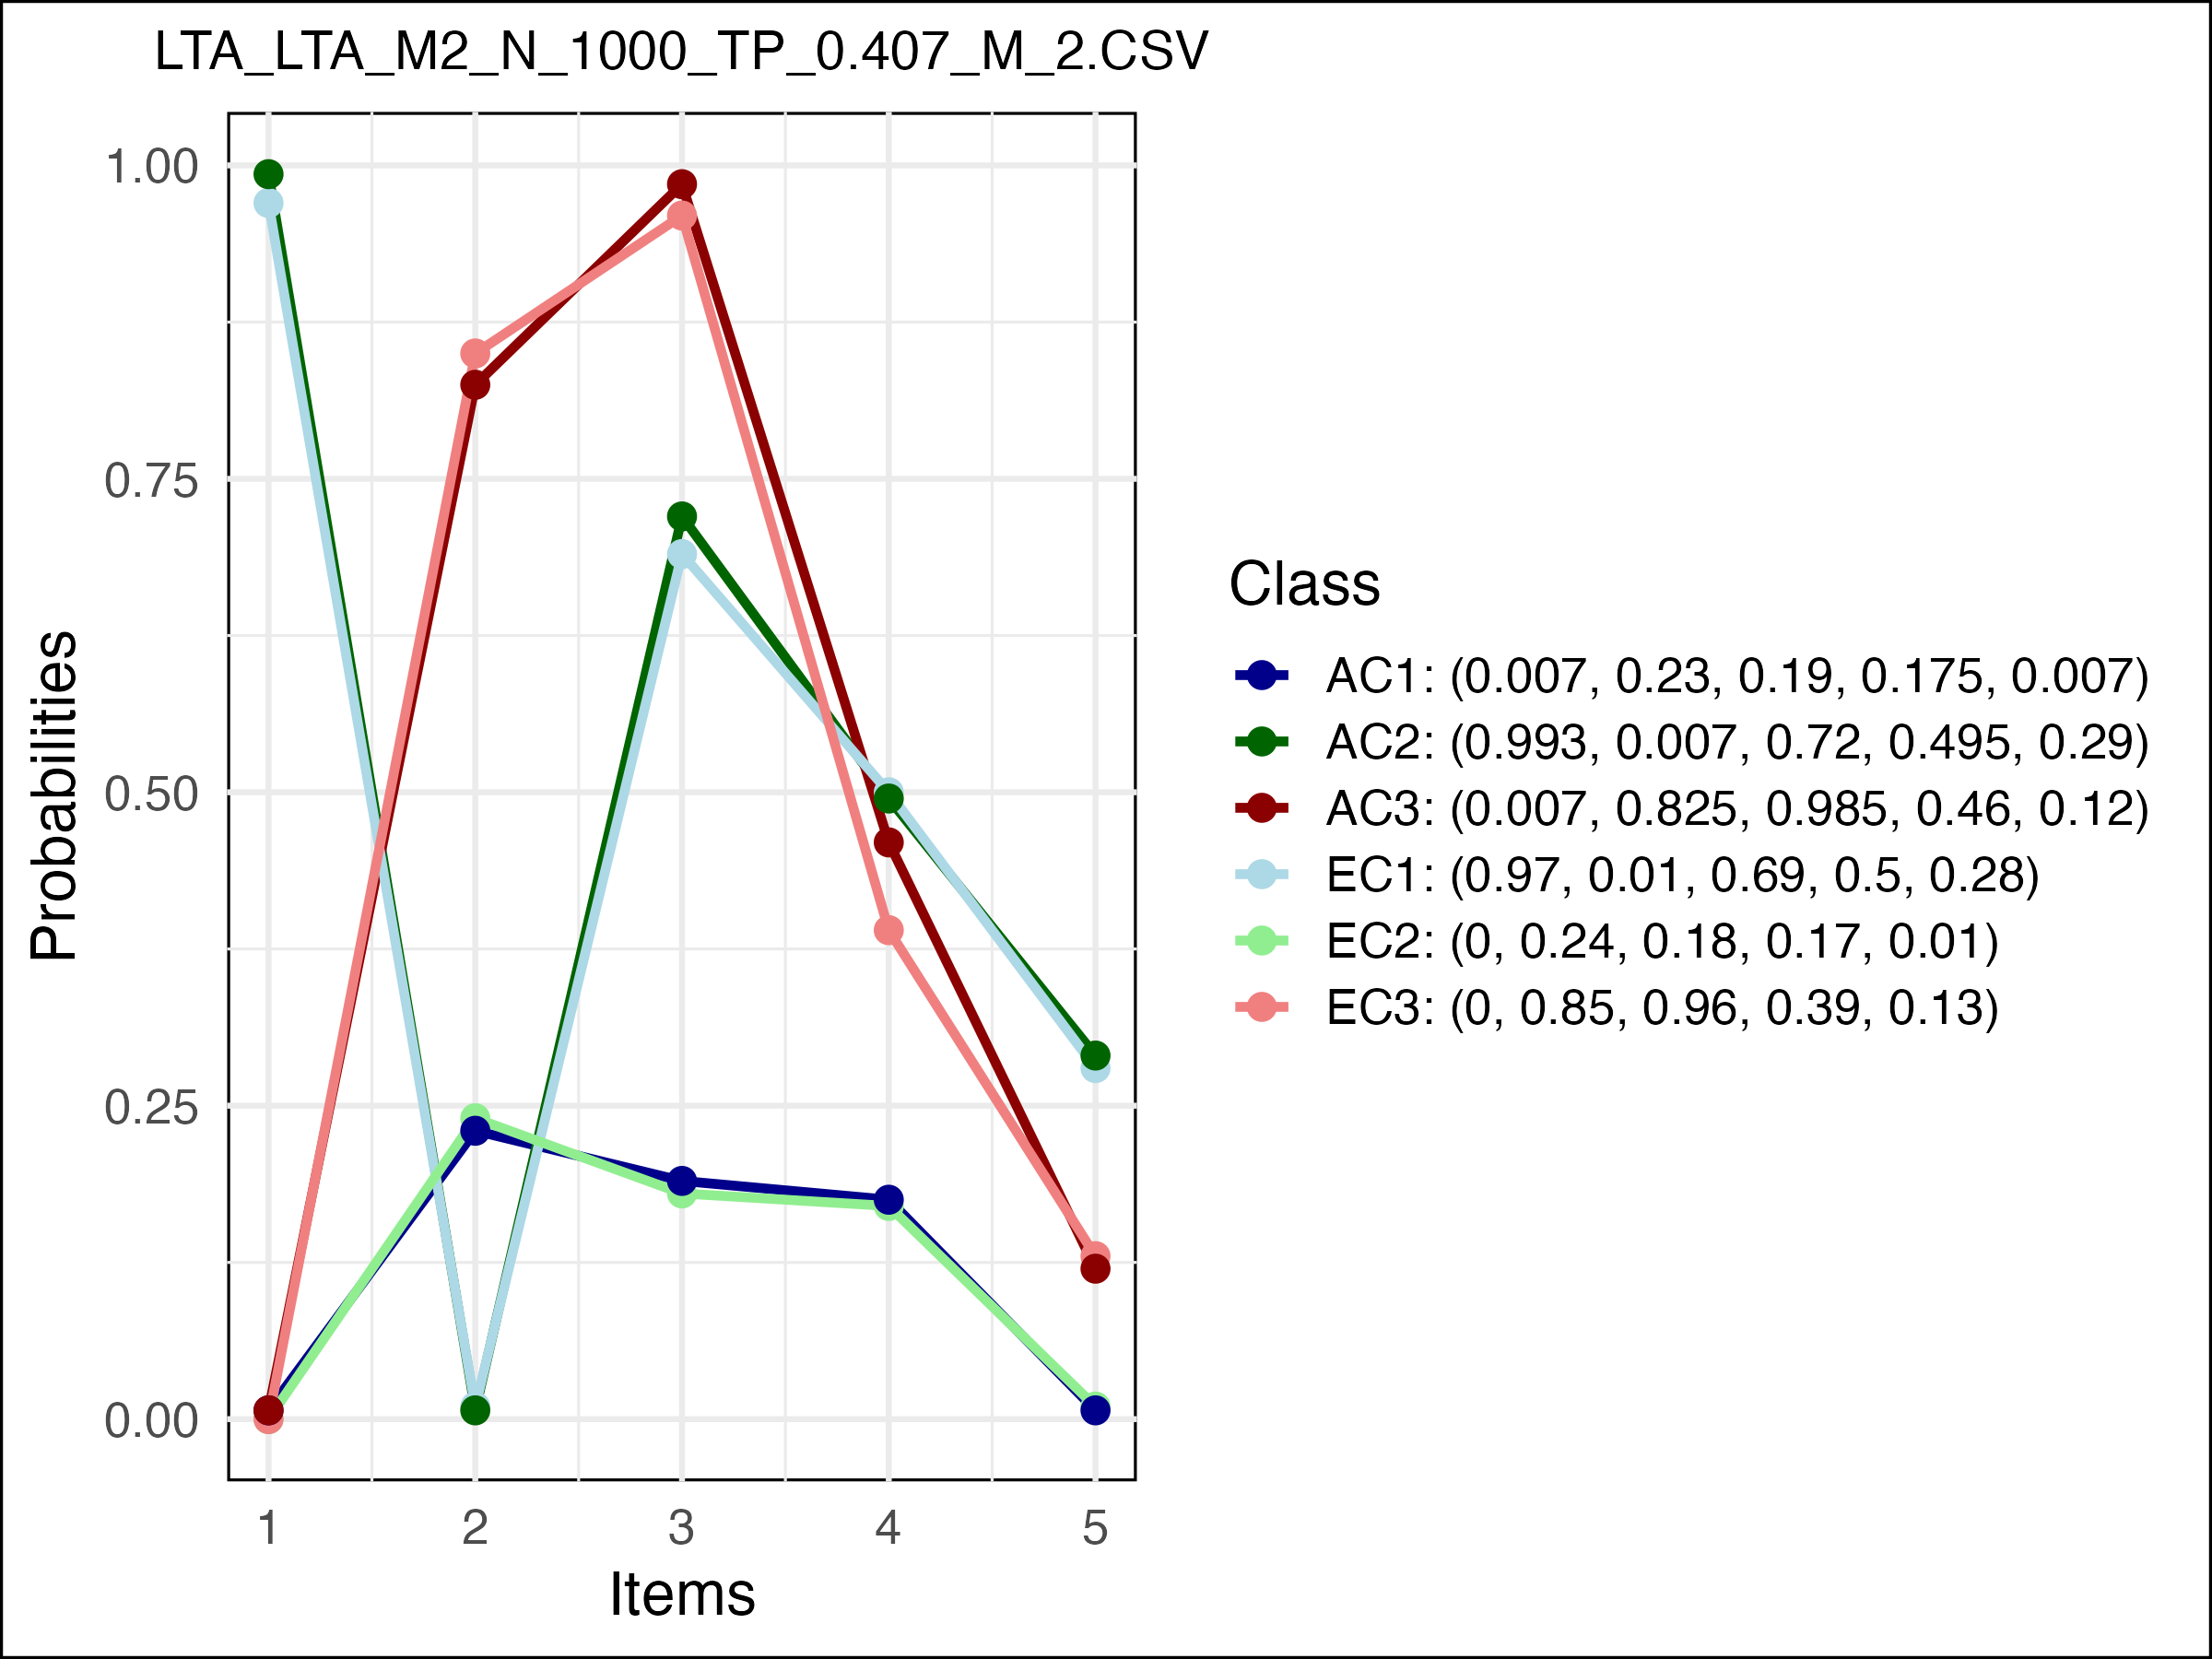 LTA_LTA_M2_N_1000_TP_0.407_M_2.CSV
1.00
0.75
0.50
0.25
0.00
Probabilities
1 2 3 4 5
Items
Class
AC1: (0.007, 0.23, 0.19, 0.175, 0.007)
AC2: (0.993, 0.007, 0.72, 0.495, 0.29)
AC3: (0.007, 0.825, 0.985, 0.46, 0.12)
EC1: (0.97, 0.01, 0.69, 0.5, 0.28)
EC2: (0, 0.24, 0.18, 0.17, 0.01)
EC3: (0, 0.85, 0.96, 0.39, 0.13)